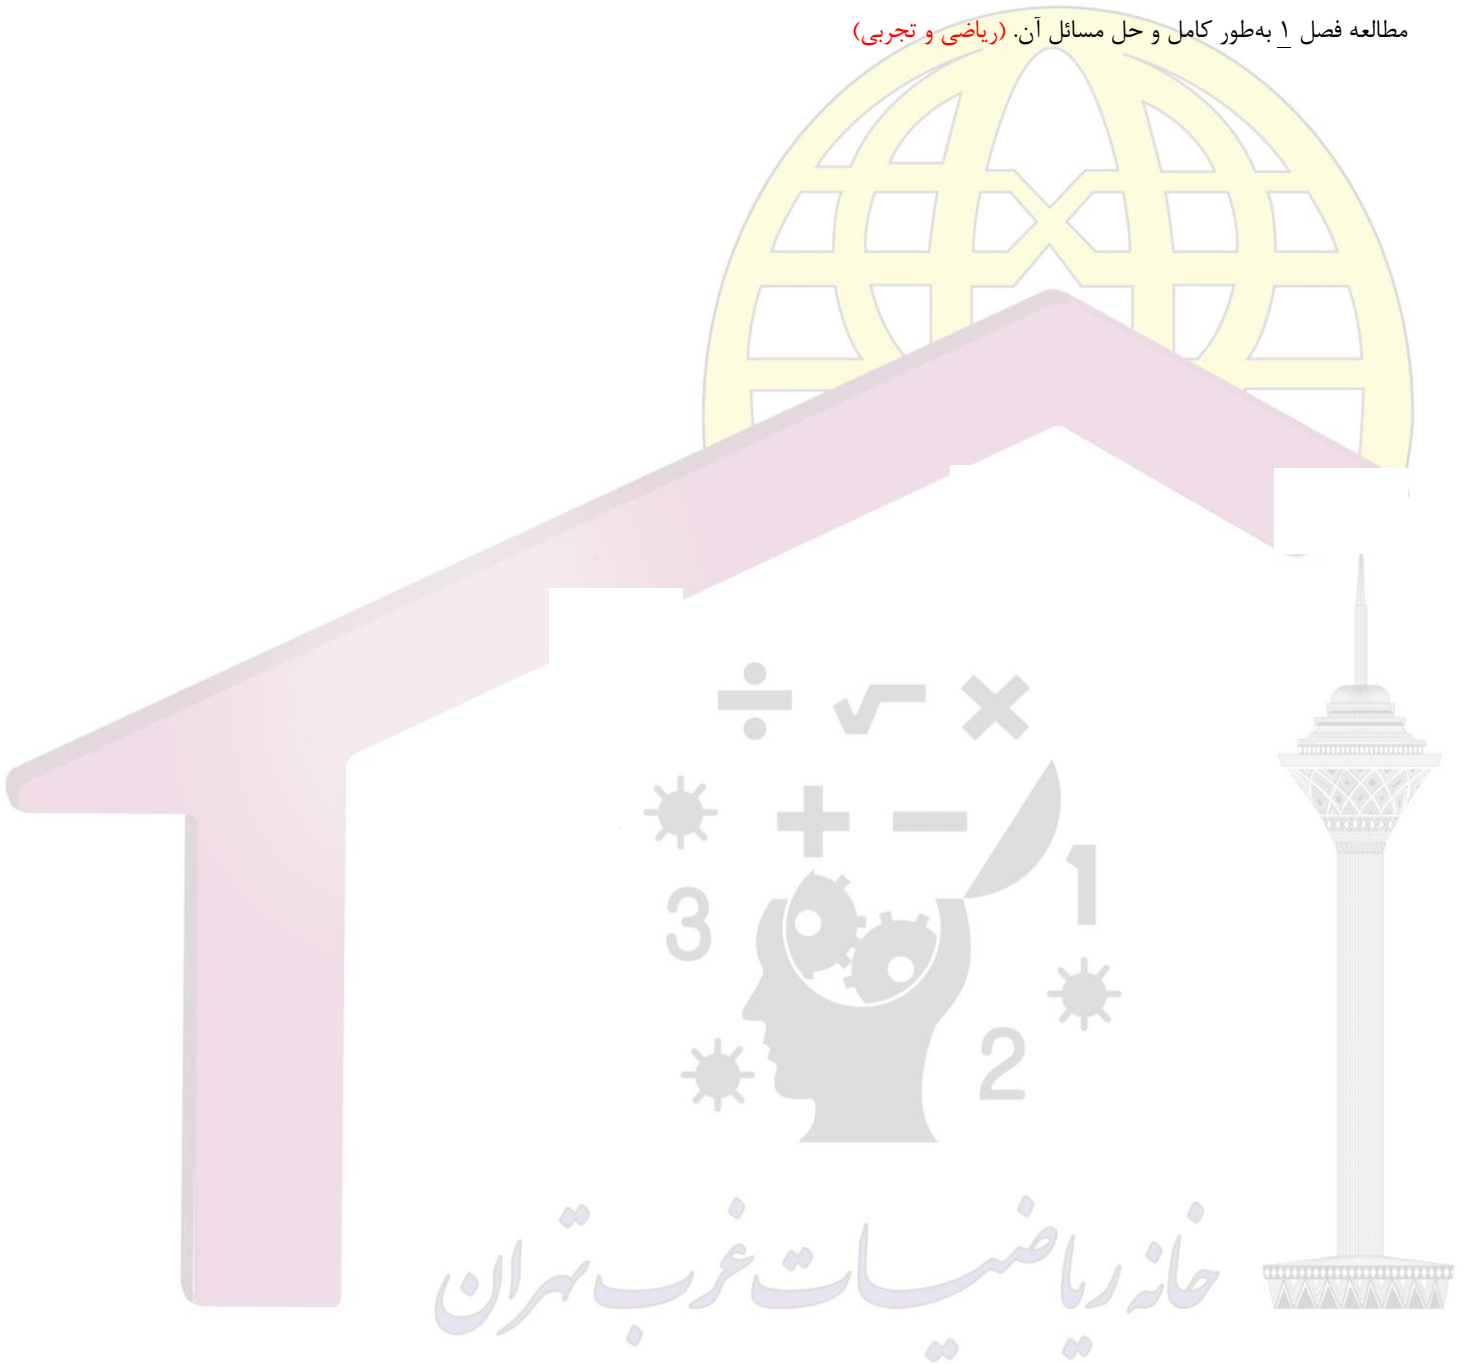 مطالعه فصل ۱ به‌طور کامل و حل مسائل آن. (ریاضی و تجربی)
÷ √ ×
+ −
1
3
2
خانه ریاضیات غرب تهران